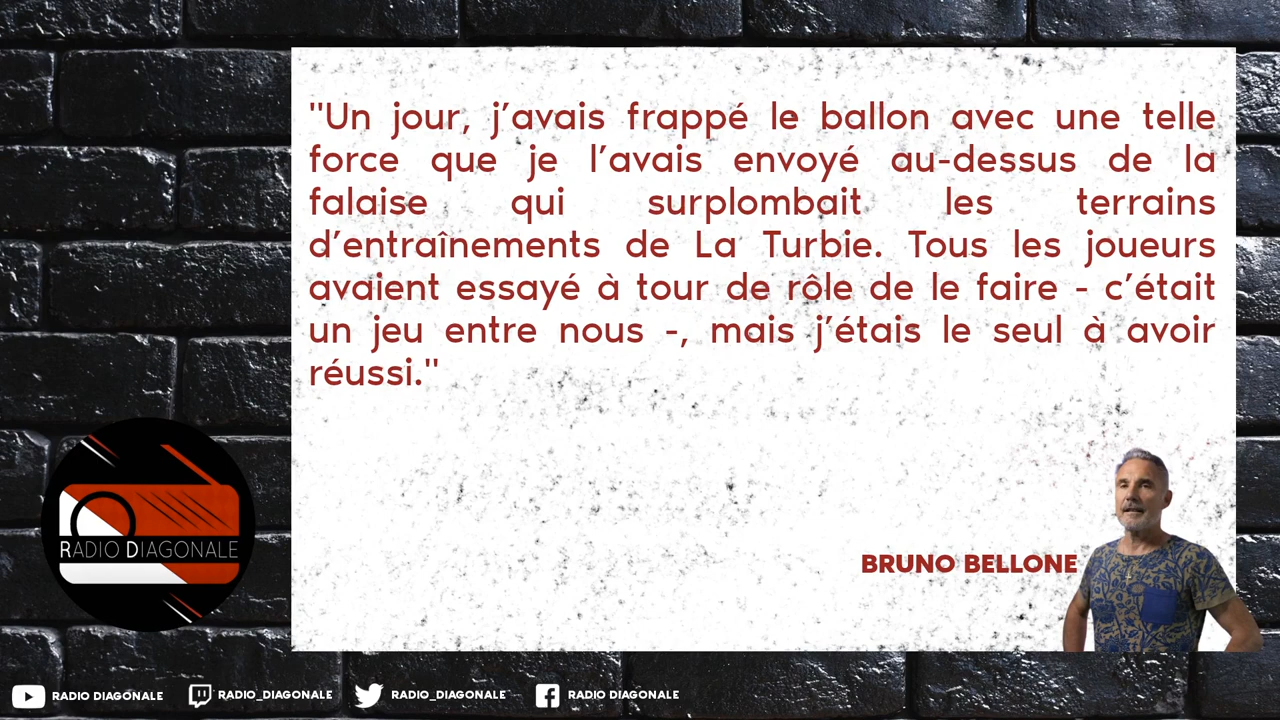 "Un jour, j’avais frappé le ballon avec une telle
force que je l’avais envoyé au-dessus de la
falaise qui surplombait les terrains
d’entraînements de La Turbie. Tous les joueurs
avaient essayé à tour de rôle de le faire - c’était
un jeu entre nous -, mais j’étais le seul à avoir
réussi."
RADIO DIAGONALE
BRUNO BELLONE
RADIO DIAGONALE
RADIO_DIAGONALE
RADIO_DIAGONALE
RADIO DIAGONALE